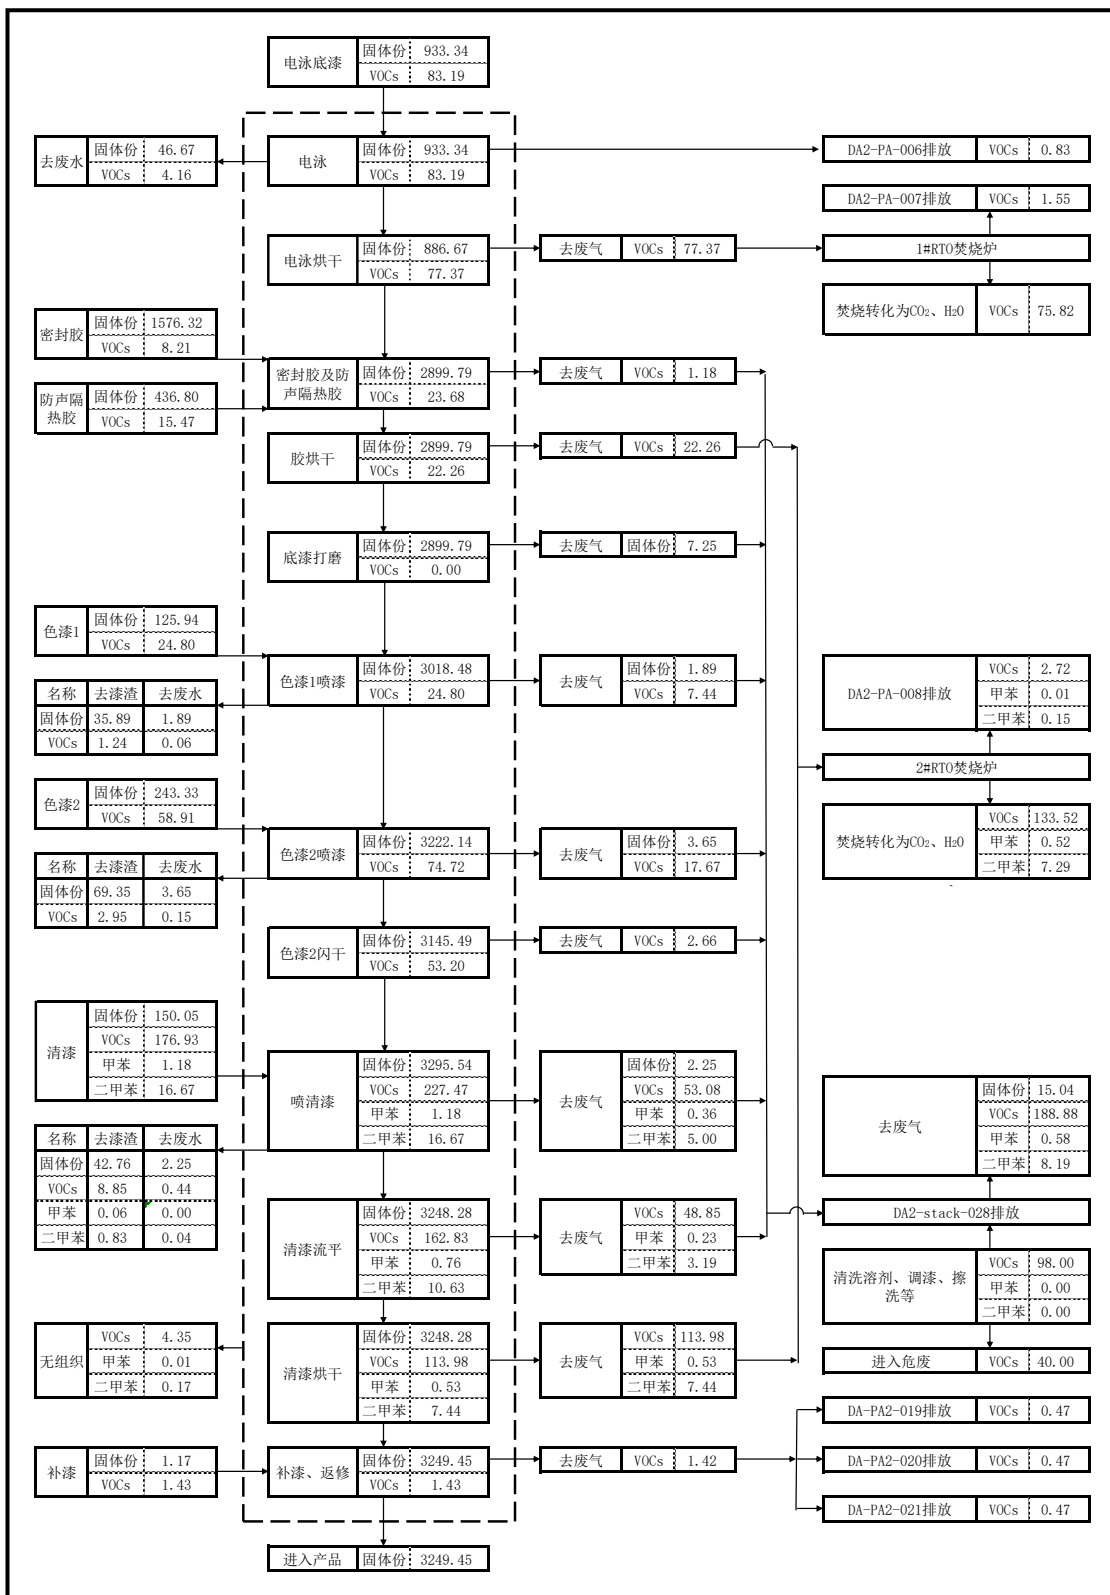 电泳底漆 固体份 933.34
VOCs 83.19
去废水 固体份 46.67
VOCs 4.16
电泳 固体份 933.34
VOCs 83.19
DA2-PA-006排放 VOCs 0.83
DA2-PA-007排放 VOCs 1.55
电泳烘干 固体份 886.67
VOCs 77.37
去废气 VOCs 77.37
1#RTO焚烧炉
焚烧转化为CO₂、H₂O VOCs 75.82
密封胶 固体份 1576.32
VOCs 8.21
防声隔热胶 固体份 436.80
VOCs 15.47
密封胶及防声隔热胶 固体份 2899.79
VOCs 23.68
去废气 VOCs 1.18
胶烘干 固体份 2899.79
VOCs 22.26
去废气 VOCs 22.26
底漆打磨 固体份 2899.79
VOCs 0.00
去废气 固体份 7.25
色漆1 固体份 125.94
VOCs 24.80
色漆1喷漆 固体份 3018.48
VOCs 24.80
去废气 固体份 1.89
VOCs 7.44
名称 去漆渣 去废水
固体份 35.89 1.89
VOCs 1.24 0.06
DA2-PA-008排放 VOCs 2.72
甲苯 0.01
二甲苯 0.15
2#RTO焚烧炉
焚烧转化为CO₂、H₂O VOCs 133.52
甲苯 0.52
二甲苯 7.29
色漆2 固体份 243.33
VOCs 58.91
色漆2喷漆 固体份 3222.14
VOCs 74.72
去废气 固体份 3.65
VOCs 17.67
名称 去漆渣 去废水
固体份 69.35 3.65
VOCs 2.95 0.15
色漆2闪干 固体份 3145.49
VOCs 53.20
去废气 VOCs 2.66
清漆 固体份 150.05
VOCs 176.93
甲苯 1.18
二甲苯 16.67
喷清漆 固体份 3295.54
VOCs 227.47
甲苯 1.18
二甲苯 16.67
去废气 固体份 2.25
VOCs 53.08
甲苯 0.36
二甲苯 5.00
名称 去漆渣 去废水
固体份 42.76 2.25
VOCs 8.85 0.44
甲苯 0.06 0.00
二甲苯 0.83 0.04
去废气 固体份 15.04
VOCs 188.88
甲苯 0.58
二甲苯 8.19
DA2-stack-028排放
清漆流平 固体份 3248.28
VOCs 162.83
甲苯 0.76
二甲苯 10.63
去废气 VOCs 48.85
甲苯 0.23
二甲苯 3.19
清洗溶剂、调漆、擦洗等 VOCs 98.00
甲苯 0.00
二甲苯 0.00
进入危废 VOCs 40.00
无组织 VOCs 4.35
甲苯 0.01
二甲苯 0.17
清漆烘干 固体份 3248.28
VOCs 113.98
甲苯 0.53
二甲苯 7.44
去废气 VOCs 113.98
甲苯 0.53
二甲苯 7.44
DA-PA2-019排放 VOCs 0.47
补漆 固体份 1.17
VOCs 1.43
补漆、返修 固体份 3249.45
VOCs 1.43
去废气 VOCs 1.42
DA-PA2-020排放 VOCs 0.47
DA-PA2-021排放 VOCs 0.47
进入产品 固体份 3249.45